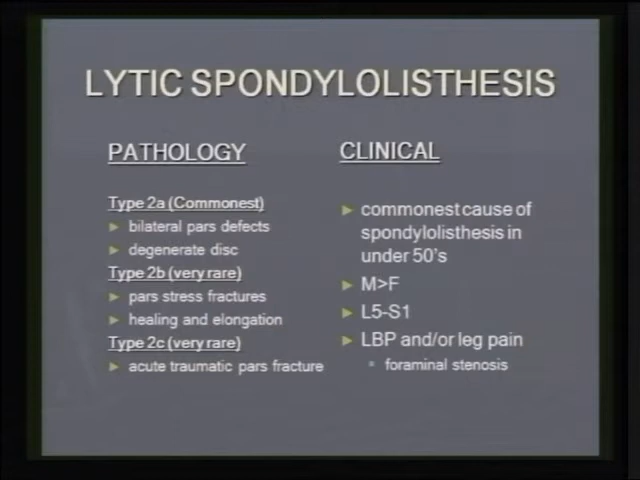 LYTIC SPONDYLOLISTHESIS
PATHOLOGY
Type 2a (Commonest)
bilateral pars defects
degenerate disc
Type 2b (very rare)
pars stress fractures
healing and elongation
Type 2c (very rare)
acute traumatic pars fracture
CLINICAL
commonest cause of
spondylolisthesis in
under 50's
M>F
L5-S1
LBP and/or leg pain
foraminal stenosis